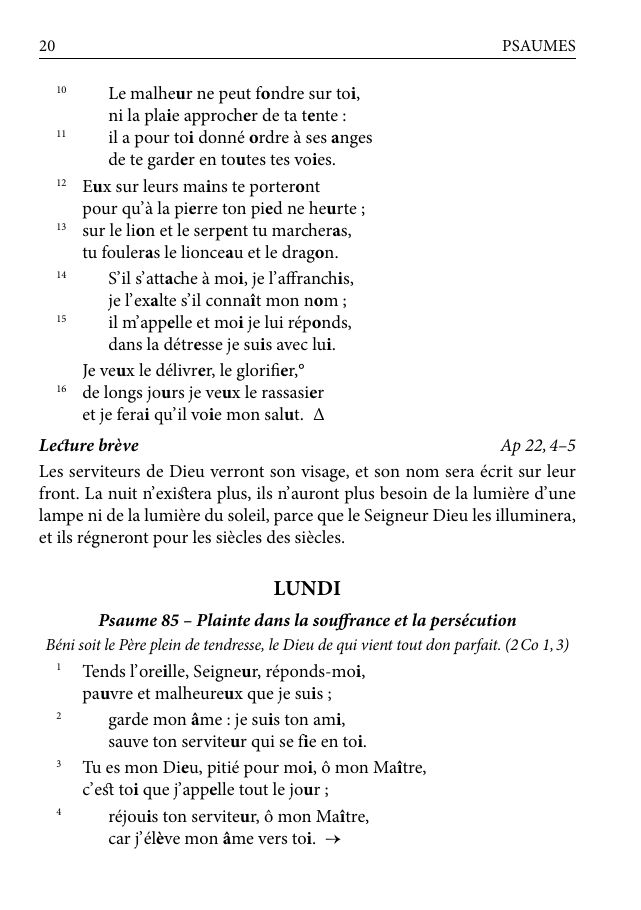 20 PSAUMES
10 Le malheur ne peut fondre sur toi,
ni la plaie approcher de ta tente :
11 il a pour toi donné ordre à ses anges
de te garder en toutes tes voies.
12 Eux sur leurs mains te porteront
pour qu’à la pierre ton pied ne heurte ;
13 sur le lion et le serpent tu marcheras,
tu fouleras le lionceau et le dragon.
14 S’il s’attache à moi, je l’affranchis,
je l’exalte s’il connaît mon nom ;
15 il m’appelle et moi je lui réponds,
dans la détresse je suis avec lui.
Je veux le délivrer, le glorifier,°
16 de longs jours je veux le rassasier
et je ferai qu’il voie mon salut. Δ
Lecture brève Ap 22, 4–5
Les serviteurs de Dieu verront son visage, et son nom sera écrit sur leur
front. La nuit n’existera plus, ils n’auront plus besoin de la lumière d’une
lampe ni de la lumière du soleil, parce que le Seigneur Dieu les illuminera,
et ils régneront pour les siècles des siècles.
LUNDI
Psaume 85 – Plainte dans la souffrance et la persécution
Béni soit le Père plein de tendresse, le Dieu de qui vient tout don parfait. (2 Co 1, 3)
1 Tends l’oreille, Seigneur, réponds-moi,
pauvre et malheureux que je suis ;
2 garde mon âme : je suis ton ami,
sauve ton serviteur qui se fie en toi.
3 Tu es mon Dieu, pitié pour moi, ô mon Maître,
c’est toi que j’appelle tout le jour ;
4 réjouis ton serviteur, ô mon Maître,
car j’élève mon âme vers toi. →